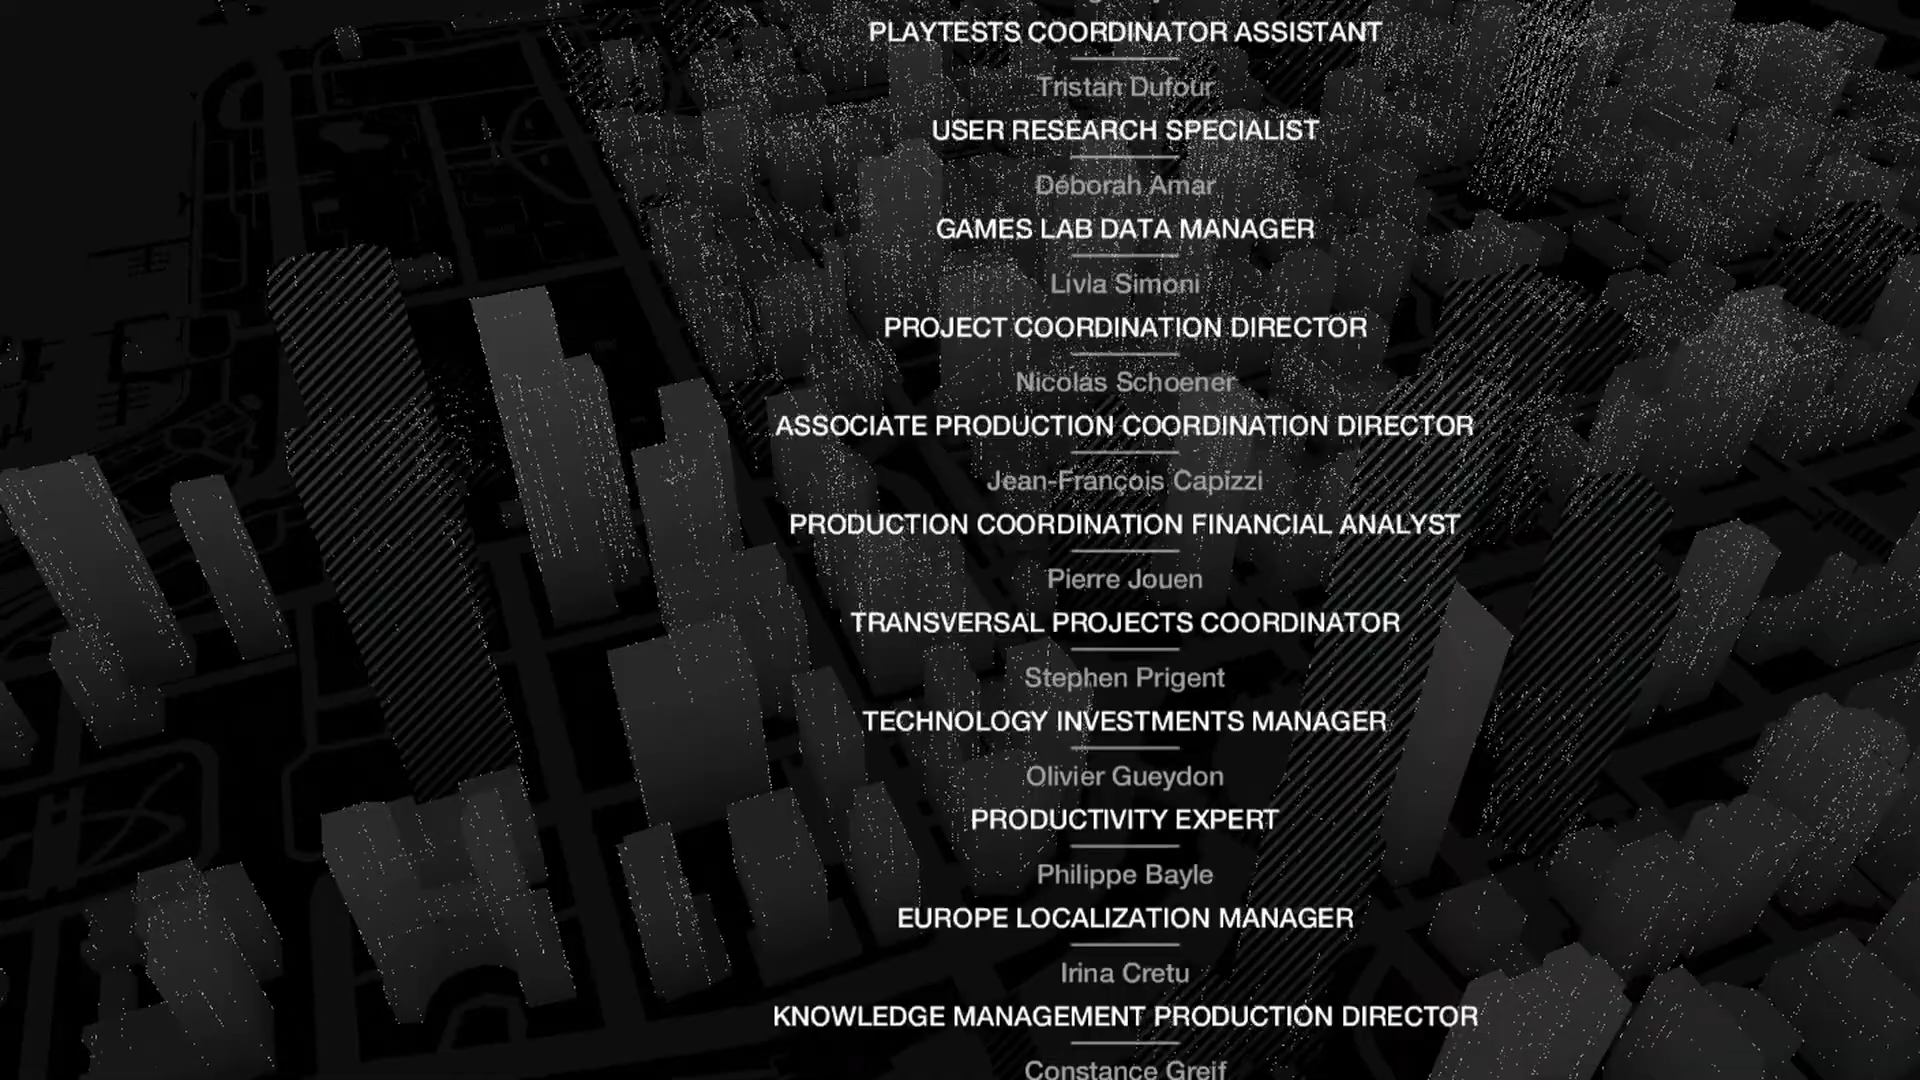 PLAYTESTS COORDINATOR ASSISTANT
Tristan Dufour
USER RESEARCH SPECIALIST
Déborah Amar
GAMES LAB DATA MANAGER
Livia Simoni
PROJECT COORDINATION DIRECTOR
Nicolas Schoener
ASSOCIATE PRODUCTION COORDINATION DIRECTOR
Jean-François Capizzi
PRODUCTION COORDINATION FINANCIAL ANALYST
Pierre Jouen
TRANSVERSAL PROJECTS COORDINATOR
Stephen Prigent
TECHNOLOGY INVESTMENTS MANAGER
Olivier Gueydon
PRODUCTIVITY EXPERT
Philippe Bayle
EUROPE LOCALIZATION MANAGER
Irina Cretu
KNOWLEDGE MANAGEMENT PRODUCTION DIRECTOR
Constance Greif